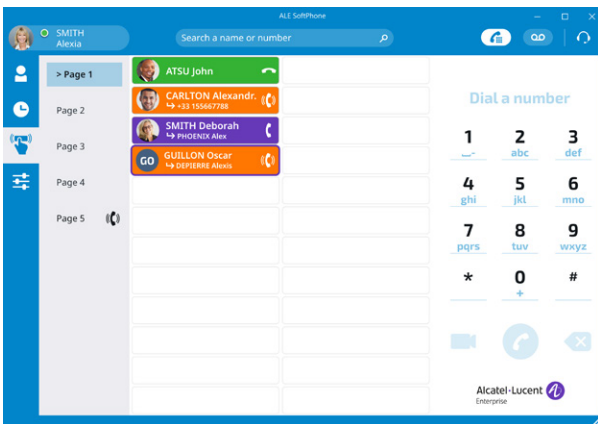 ALE SoftPhone
SMITH
Alexia
Search a name or number
> Page 1
Page 2
Page 3
Page 4
Page 5
ATSU John
CARLTON Alexandr.
+33 155667788
SMITH Deborah
PHOENIX Alex
GO
GUILLON Oscar
DEPIERRE Alexis
Dial a number
1 2 3
abc def
4 5 6
ghi jkl mno
7 8 9
pqrs tuv wxyz
* 0 #
+
Alcatel·Lucent
Enterprise